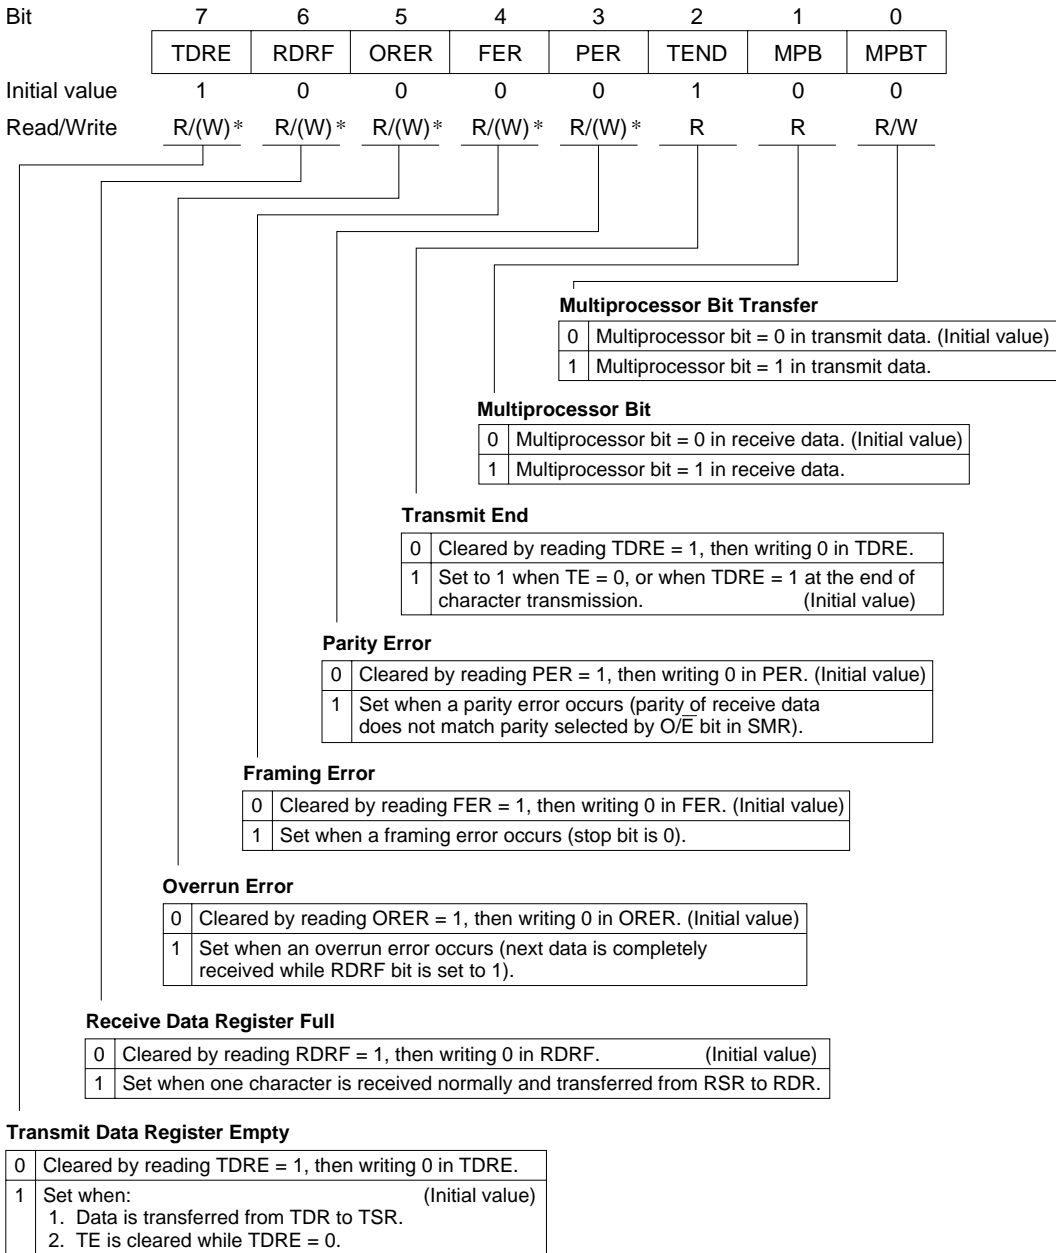 Bit 7 6 5 4 3 2 1 0
TDRE RDRF ORER FER PER TEND MPB MPBT
Initial value 1 0 0 0 0 1 0 0
Read/Write R/(W)* R/(W)* R/(W)* R/(W)* R/(W)* R R R/W
Multiprocessor Bit Transfer
0 Multiprocessor bit = 0 in transmit data. (Initial value)
1 Multiprocessor bit = 1 in transmit data.
Multiprocessor Bit
0 Multiprocessor bit = 0 in receive data. (Initial value)
1 Multiprocessor bit = 1 in receive data.
Transmit End
0 Cleared by reading TDRE = 1, then writing 0 in TDRE.
1 Set to 1 when TE = 0, or when TDRE = 1 at the end of
character transmission. (Initial value)
Parity Error
0 Cleared by reading PER = 1, then writing 0 in PER. (Initial value)
1 Set when a parity error occurs (parity of receive data
does not match parity selected by O/E̅ bit in SMR).
Framing Error
0 Cleared by reading FER = 1, then writing 0 in FER. (Initial value)
1 Set when a framing error occurs (stop bit is 0).
Overrun Error
0 Cleared by reading ORER = 1, then writing 0 in ORER. (Initial value)
1 Set when an overrun error occurs (next data is completely
received while RDRF bit is set to 1).
Receive Data Register Full
0 Cleared by reading RDRF = 1, then writing 0 in RDRF. (Initial value)
1 Set when one character is received normally and transferred from RSR to RDR.
Transmit Data Register Empty
0 Cleared by reading TDRE = 1, then writing 0 in TDRE.
1 Set when: (Initial value)
1. Data is transferred from TDR to TSR.
2. TE is cleared while TDRE = 0.